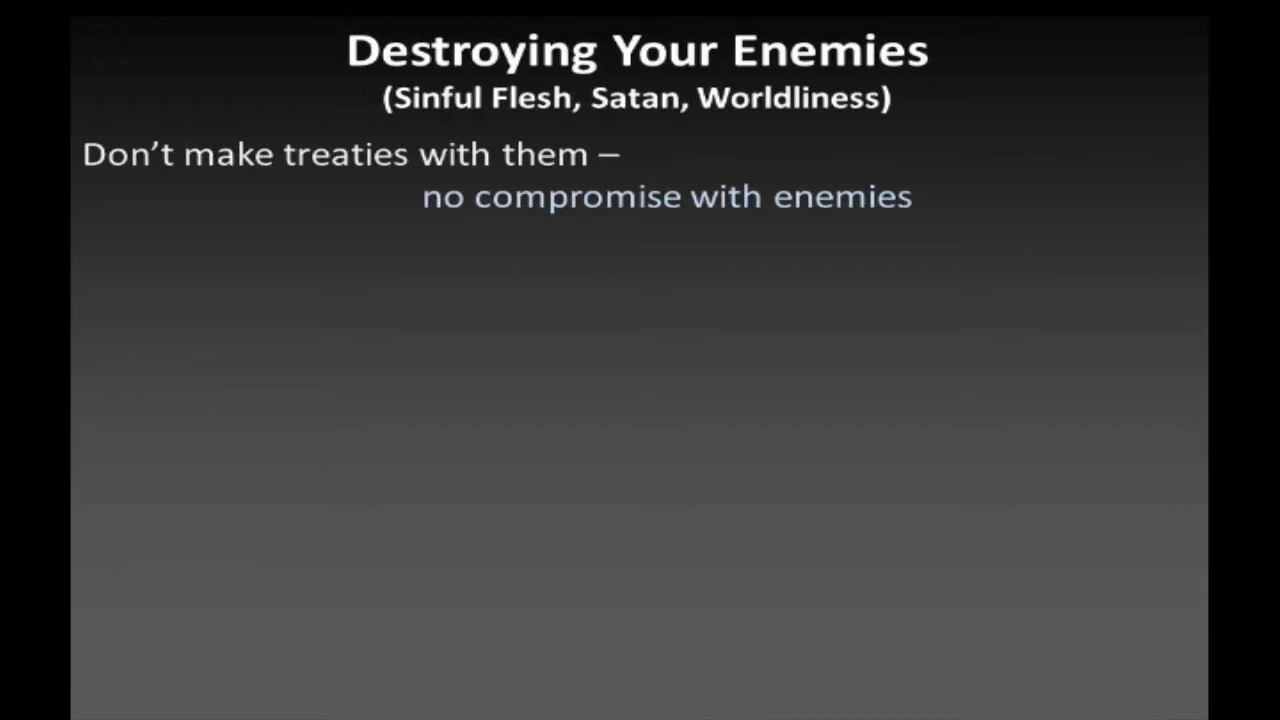 Destroying Your Enemies
(Sinful Flesh, Satan, Worldliness)
Don’t make treaties with them –
no compromise with enemies